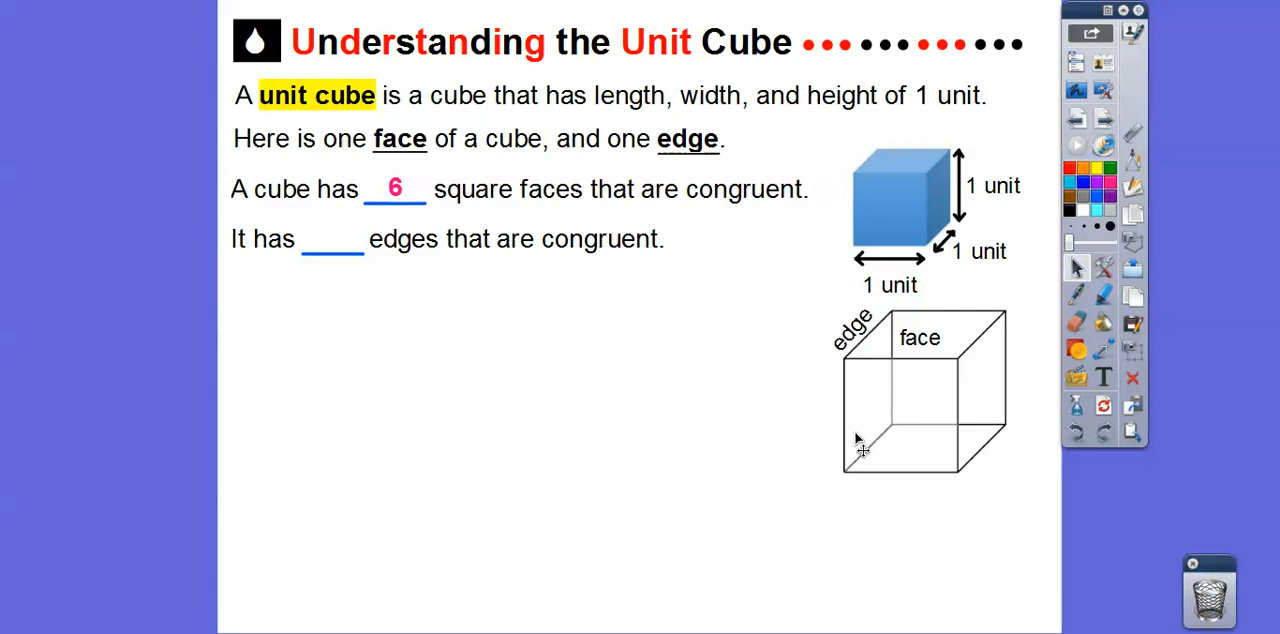 Understanding the Unit Cube
A unit cube is a cube that has length, width, and height of 1 unit.
Here is one face of a cube, and one edge.
A cube has 6 square faces that are congruent.
It has ____ edges that are congruent.
1 unit
1 unit
1 unit
edge
face
T